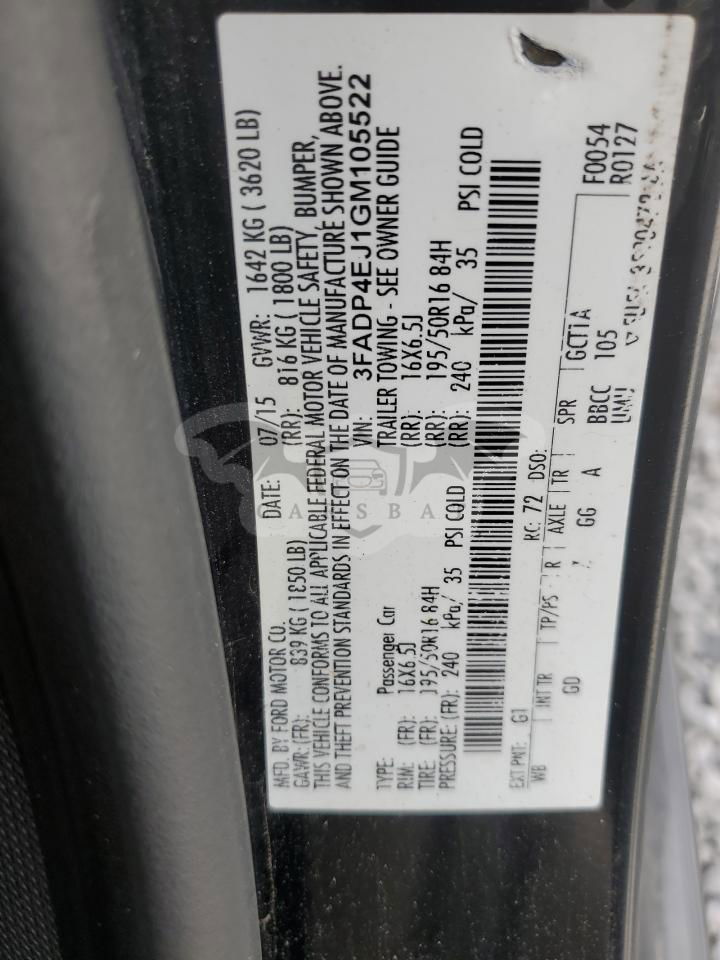 MFD. BY FORD MOTOR CO. DATE: 07/15 GVWR: 1642 KG ( 3620 LB)
GAWR: (FR): 839 KG ( 1850 LB) (RR): 816 KG ( 1800 LB)
THIS VEHICLE CONFORMS TO ALL APPLICABLE FEDERAL MOTOR VEHICLE SAFETY, BUMPER,
AND THEFT PREVENTION STANDARDS IN EFFECT ON THE DATE OF MANUFACTURE SHOWN ABOVE.
VIN: 3FADP4EJ1GM105522
TYPE: Passenger Car TRAILER TOWING - SEE OWNER GUIDE
RIM: (FR): 16X6.5J (RR): 16X6.5J
TIRE: (FR): 195/50R16 84H (RR): 195/50R16 84H
PRESSURE: (FR): 240 kPa/ 35 PSI COLD (RR): 240 kPa/ 35 PSI COLD
EXT PNT: G1 RC: 72 DSO: F0054
WB INT TR TP/PS R AXLE TR SPR GCT1A R0127
GD GG A BBCC 105